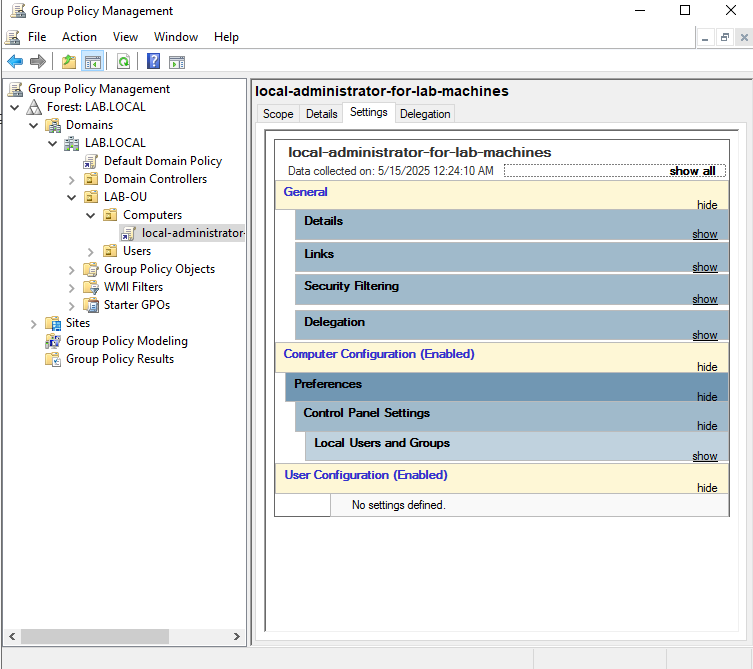 Group Policy Management
File Action View Window Help
Group Policy Management
Forest: LAB.LOCAL
Domains
LAB.LOCAL
Default Domain Policy
Domain Controllers
LAB-OU
Computers
local-administrator-
Users
Group Policy Objects
WMI Filters
Starter GPOs
Sites
Group Policy Modeling
Group Policy Results
local-administrator-for-lab-machines
Scope Details Settings Delegation
local-administrator-for-lab-machines
Data collected on: 5/15/2025 12:24:10 AM show all
General
hide
Details
show
Links
show
Security Filtering
show
Delegation
show
Computer Configuration (Enabled)
hide
Preferences
hide
Control Panel Settings
hide
Local Users and Groups
show
User Configuration (Enabled)
hide
No settings defined.